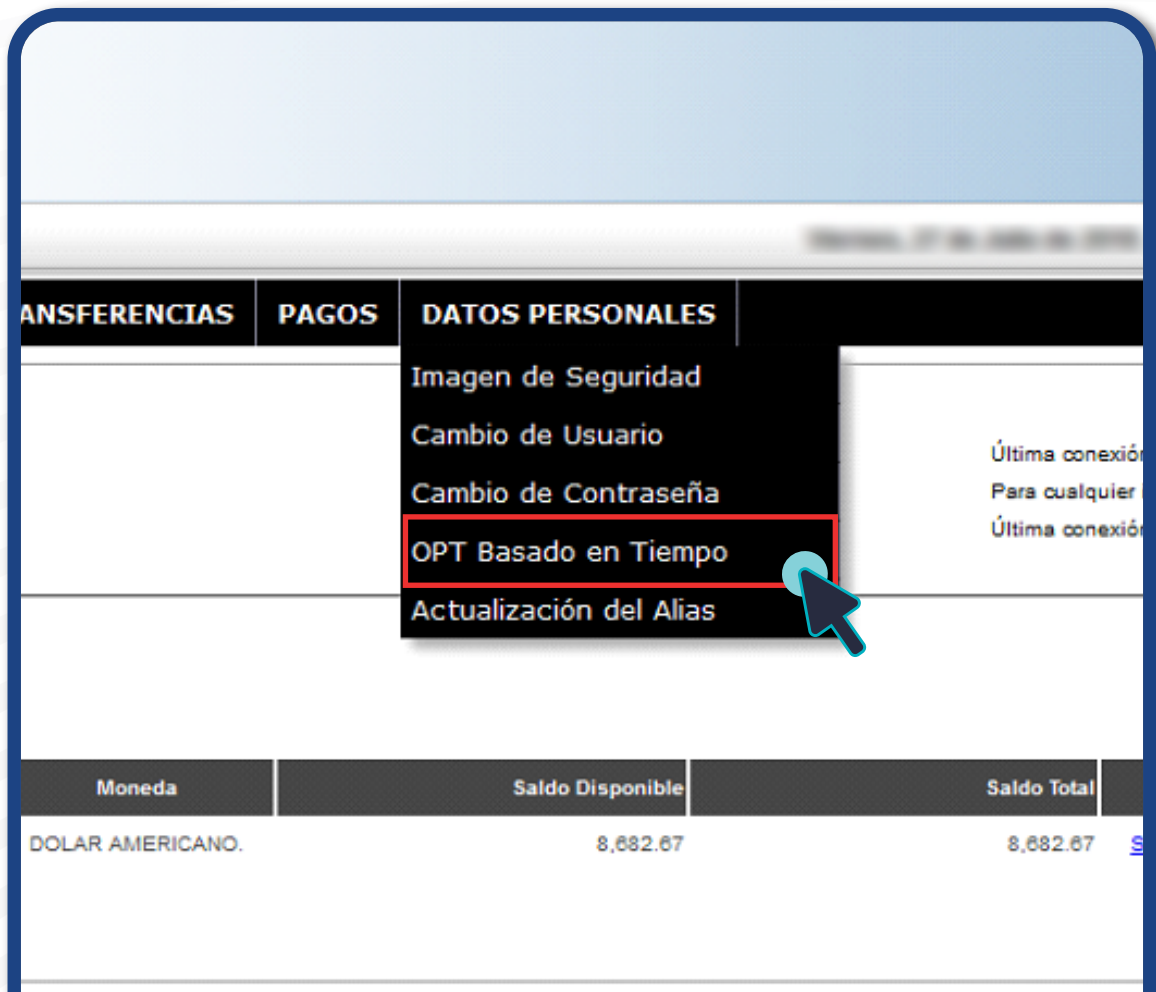 ANSFERENCIAS PAGOS DATOS PERSONALES
Imagen de Seguridad
Cambio de Usuario
Cambio de Contraseña
OPT Basado en Tiempo
Actualización del Alias
Última conexión
Para cualquier
Última conexión
Moneda Saldo Disponible Saldo Total
DOLAR AMERICANO. 8,682.67 8,682.67 S